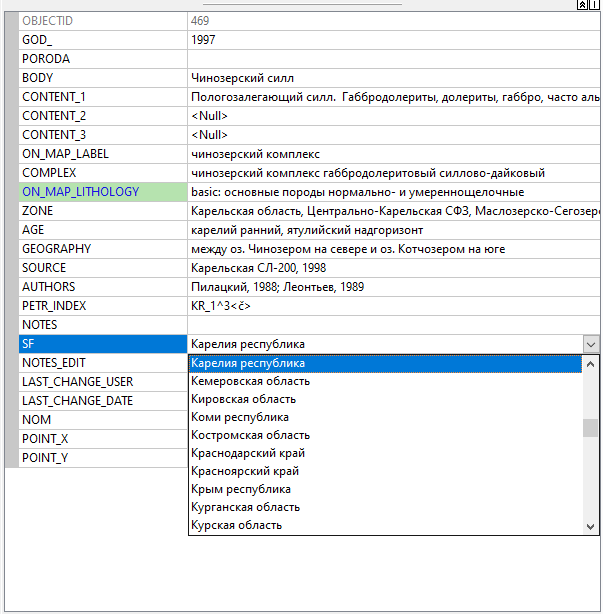 OBJECTID 469
GOD_ 1997
PORODA
BODY Чинозерский силл
CONTENT_1 Пологозалегающий силл. Габбродолериты, долериты, габбро, часто аль
CONTENT_2 <Null>
CONTENT_3 <Null>
ON_MAP_LABEL чинозерский комплекс
COMPLEX чинозерский комплекс габбродолеритовый силлово-дайковый
ON_MAP_LITHOLOGY basic: основные породы нормально- и умереннощелочные
ZONE Карельская область, Центрально-Карельская СФЗ, Маслозерско-Сегозер
AGE карелий ранний, ятулийский надгоризонт
GEOGRAPHY между оз. Чинозером на севере и оз. Котчозером на юге
SOURCE Карельская СЛ-200, 1998
AUTHORS Пилацкий, 1988; Леонтьев, 1989
PETR_INDEX KR_1^3<č>
NOTES
SF Карелия республика
NOTES_EDIT Карелия республика
LAST_CHANGE_USER Кемеровская область
LAST_CHANGE_DATE Кировская область
NOM Коми республика
POINT_X Костромская область
POINT_Y Краснодарский край
Красноярский край
Крым республика
Курганская область
Курская область